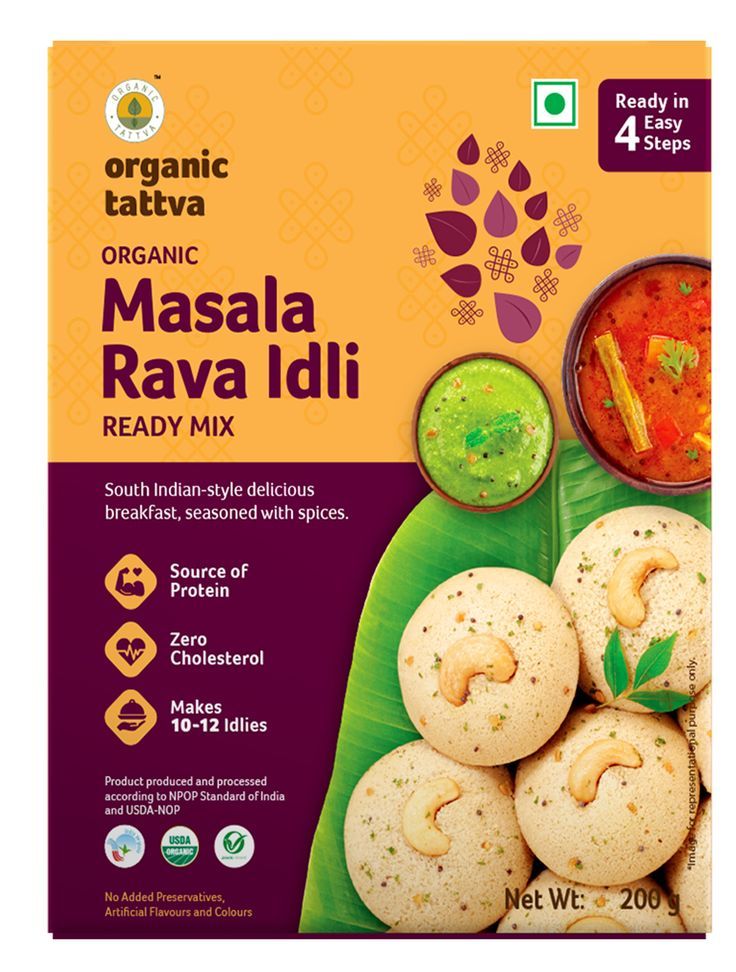 ORGANIC
TATTVA
™
organic
tattva
Ready in
4 Easy
Steps
ORGANIC
Masala
Rava Idli
READY MIX
South Indian-style delicious
breakfast, seasoned with spices.
Source of
Protein
Zero
Cholesterol
Makes
10-12 Idlies
Product produced and processed
according to NPOP Standard of India
and USDA-NOP
USDA
ORGANIC
No Added Preservatives,
Artificial Flavours and Colours
Net Wt: 200 g
*Image for representational purpose only.